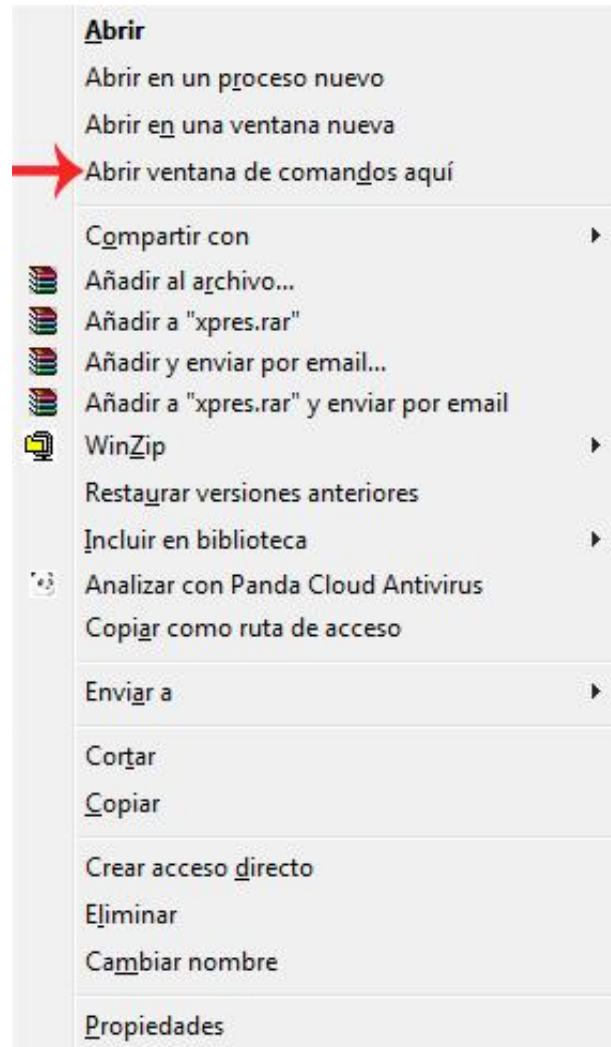 Abrir
Abrir en un proceso nuevo
Abrir en una ventana nueva
Abrir ventana de comandos aquí
Compartir con
Añadir al archivo...
Añadir a "xpres.rar"
Añadir y enviar por email...
Añadir a "xpres.rar" y enviar por email
WinZip
Restaurar versiones anteriores
Incluir en biblioteca
Analizar con Panda Cloud Antivirus
Copiar como ruta de acceso
Enviar a
Cortar
Copiar
Crear acceso directo
Eliminar
Cambiar nombre
Propiedades